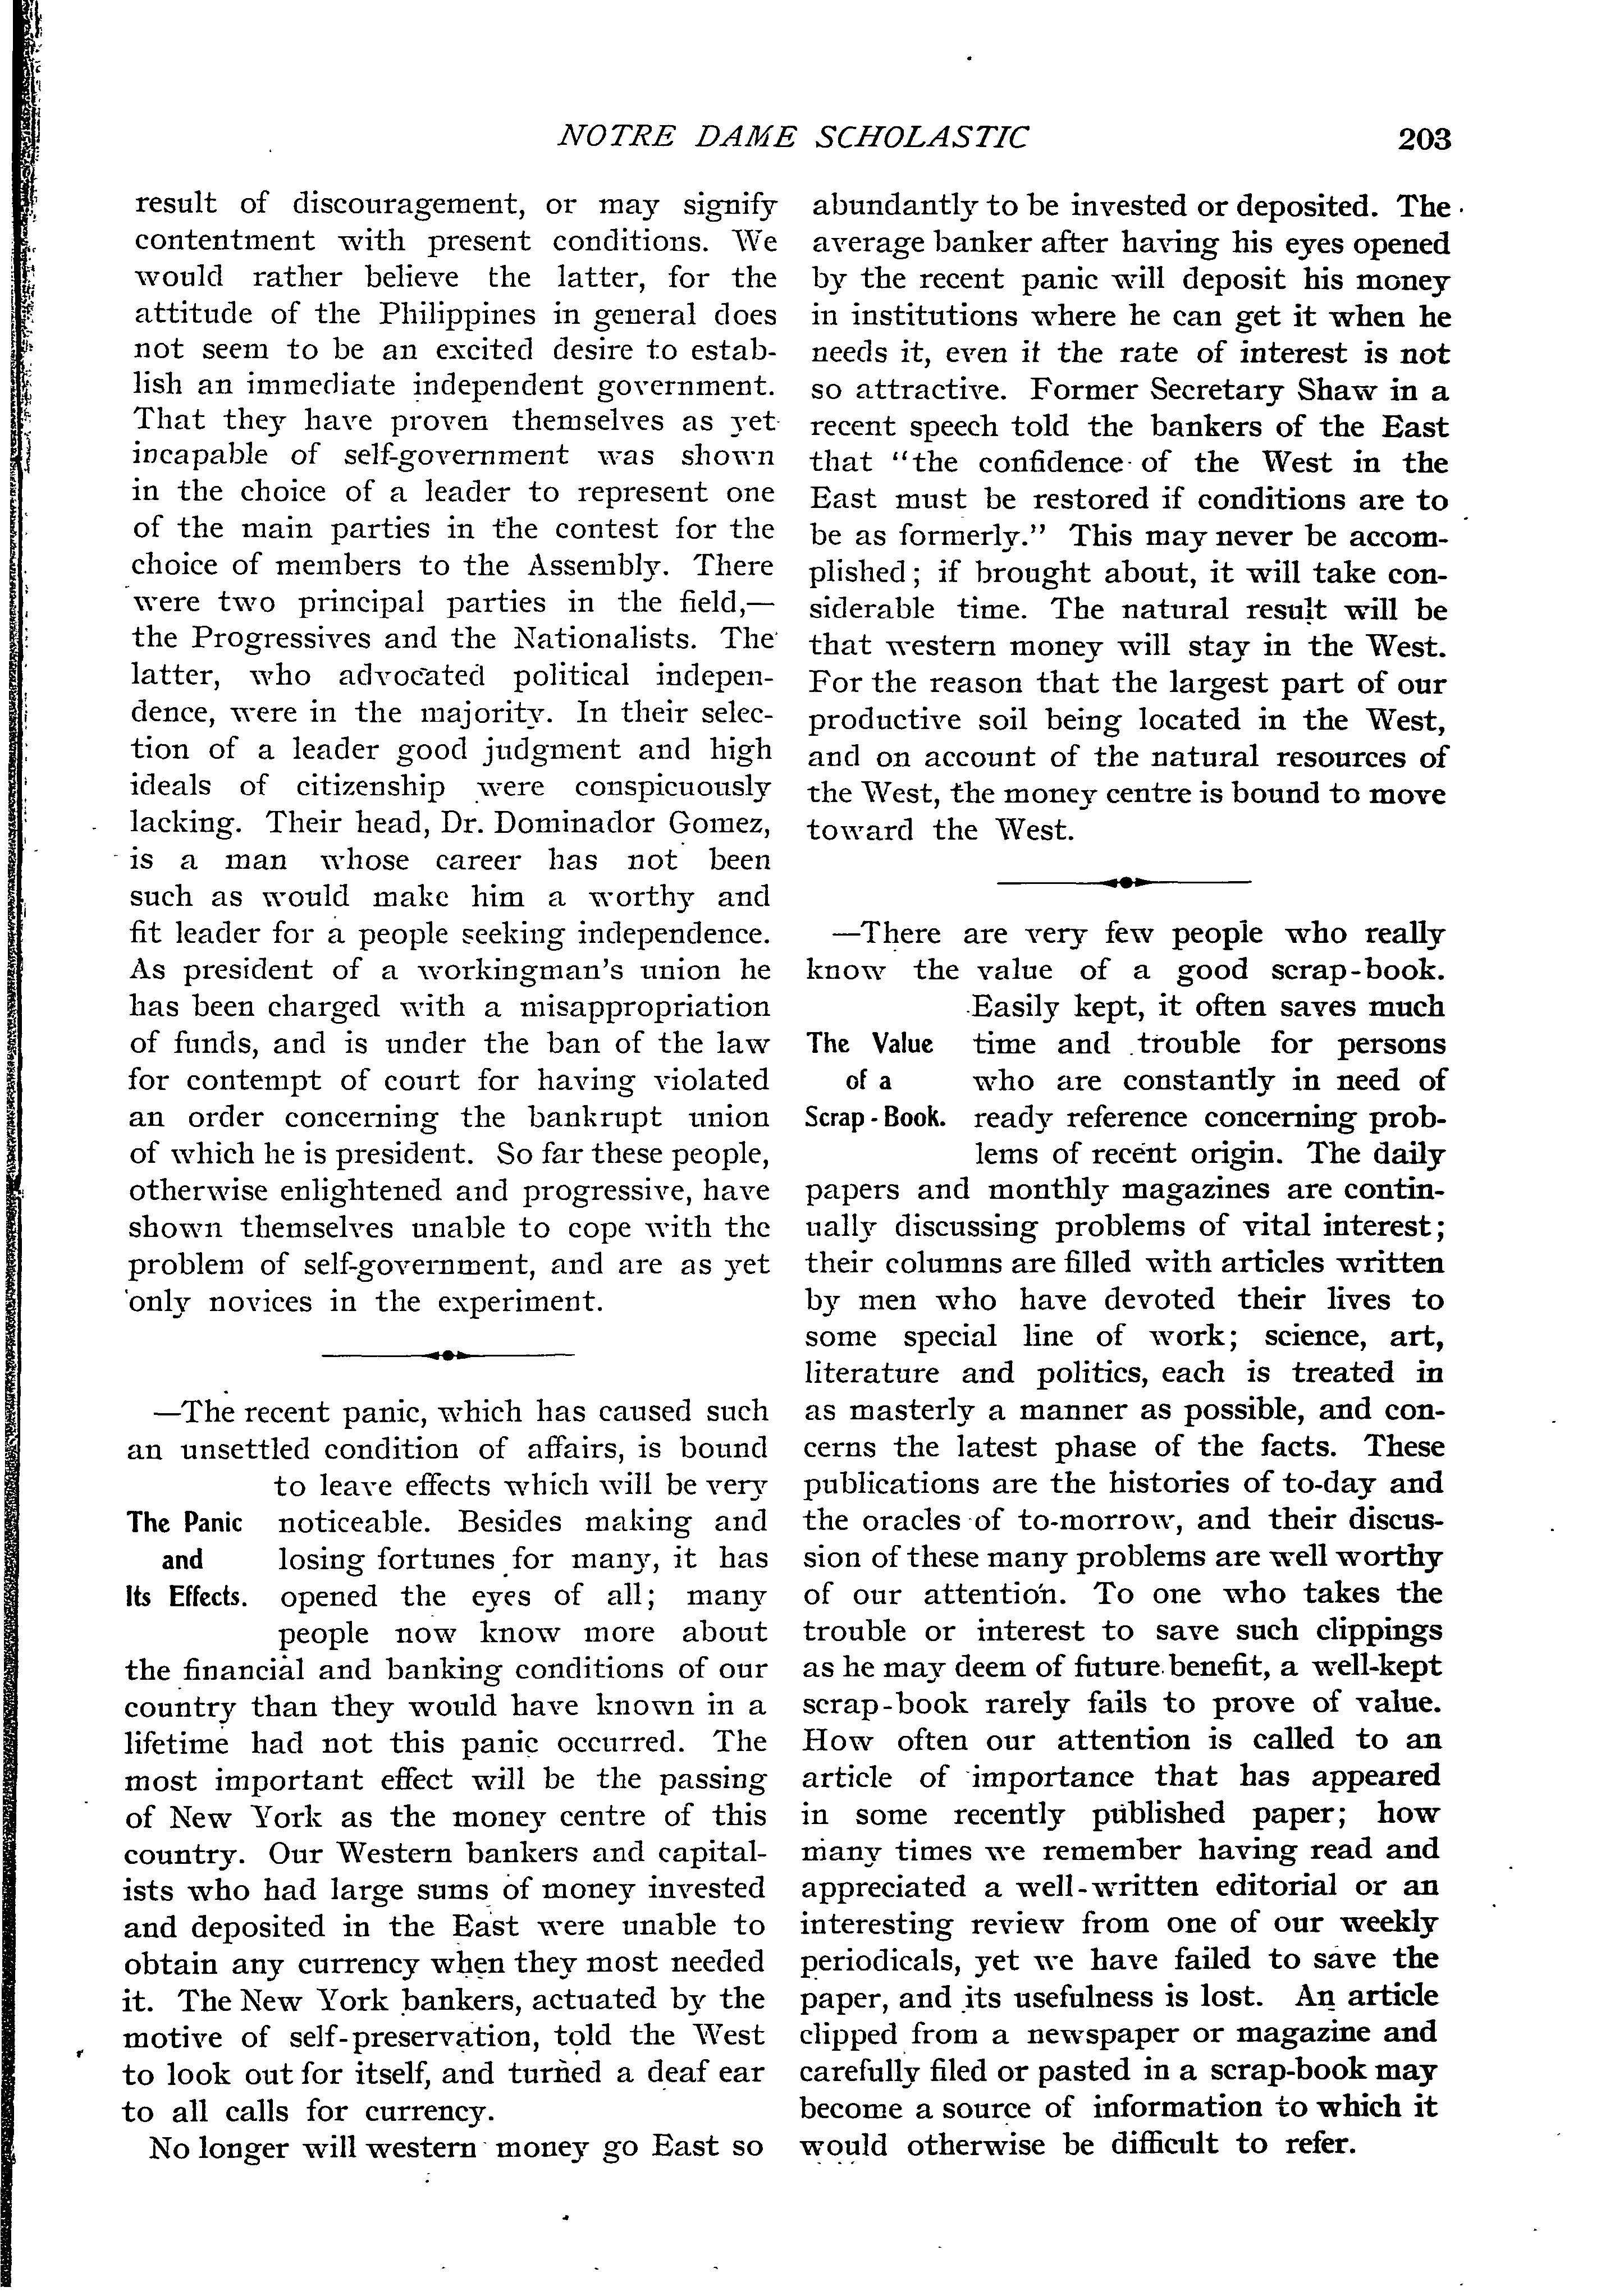 NOTRE DAME SCHOLASTIC 203
result of discouragement, or may signify
contentment with present conditions. We
would rather believe the latter, for the
attitude of the Philippines in general does
not seem to be an excited desire to estab-
lish an immediate independent government.
That they have proven themselves as yet
incapable of self-government was shown
in the choice of a leader to represent one
of the main parties in the contest for the
choice of members to the Assembly. There
were two principal parties in the field,—
the Progressives and the Nationalists. The
latter, who advocated political indepen-
dence, were in the majority. In their selec-
tion of a leader good judgment and high
ideals of citizenship were conspicuously
lacking. Their head, Dr. Dominador Gomez,
is a man whose career has not been
such as would make him a worthy and
fit leader for a people seeking independence.
As president of a workingman's union he
has been charged with a misappropriation
of funds, and is under the ban of the law
for contempt of court for having violated
an order concerning the bankrupt union
of which he is president. So far these people,
otherwise enlightened and progressive, have
shown themselves unable to cope with the
problem of self-government, and are as yet
only novices in the experiment.
—The recent panic, which has caused such
an unsettled condition of affairs, is bound
to leave effects which will be very
The Panic noticeable. Besides making and
and losing fortunes for many, it has
Its Effects. opened the eyes of all; many
people now know more about
the financial and banking conditions of our
country than they would have known in a
lifetime had not this panic occurred. The
most important effect will be the passing
of New York as the money centre of this
country. Our Western bankers and capital-
ists who had large sums of money invested
and deposited in the East were unable to
obtain any currency when they most needed
it. The New York bankers, actuated by the
motive of self-preservation, told the West
to look out for itself, and turned a deaf ear
to all calls for currency.
No longer will western money go East so
abundantly to be invested or deposited. The
average banker after having his eyes opened
by the recent panic will deposit his money
in institutions where he can get it when he
needs it, even if the rate of interest is not
so attractive. Former Secretary Shaw in a
recent speech told the bankers of the East
that "the confidence of the West in the
East must be restored if conditions are to
be as formerly." This may never be accom-
plished; if brought about, it will take con-
siderable time. The natural result will be
that western money will stay in the West.
For the reason that the largest part of our
productive soil being located in the West,
and on account of the natural resources of
the West, the money centre is bound to move
toward the West.
—There are very few people who really
know the value of a good scrap-book.
Easily kept, it often saves much
The Value time and trouble for persons
of a who are constantly in need of
Scrap-Book. ready reference concerning prob-
lems of recent origin. The daily
papers and monthly magazines are contin-
ually discussing problems of vital interest;
their columns are filled with articles written
by men who have devoted their lives to
some special line of work; science, art,
literature and politics, each is treated in
as masterly a manner as possible, and con-
cerns the latest phase of the facts. These
publications are the histories of to-day and
the oracles of to-morrow, and their discus-
sion of these many problems are well worthy
of our attention. To one who takes the
trouble or interest to save such clippings
as he may deem of future benefit, a well-kept
scrap-book rarely fails to prove of value.
How often our attention is called to an
article of importance that has appeared
in some recently published paper; how
many times we remember having read and
appreciated a well-written editorial or an
interesting review from one of our weekly
periodicals, yet we have failed to save the
paper, and its usefulness is lost. An article
clipped from a newspaper or magazine and
carefully filed or pasted in a scrap-book may
become a source of information to which it
would otherwise be difficult to refer.